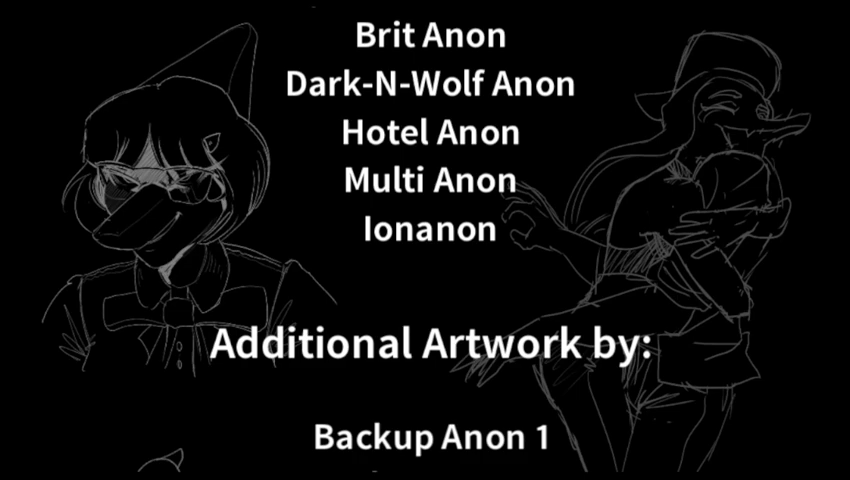 Brit Anon
Dark-N-Wolf Anon
Hotel Anon
Multi Anon
Ionanon
Additional Artwork by:
Backup Anon 1